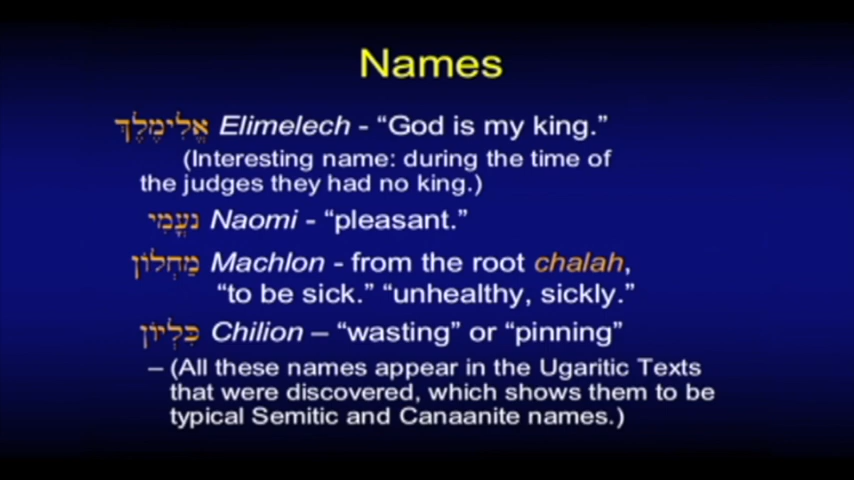 Names
אֱלִימֶלֶךְ Elimelech - “God is my king.”
(Interesting name: during the time of
the judges they had no king.)
נׇעֳמִי Naomi - “pleasant.”
מַחְלוֹן Machlon - from the root chalah,
“to be sick.” “unhealthy, sickly.”
כִּלְיוֹן Chilion – “wasting” or “pinning”
– (All these names appear in the Ugaritic Texts
that were discovered, which shows them to be
typical Semitic and Canaanite names.)